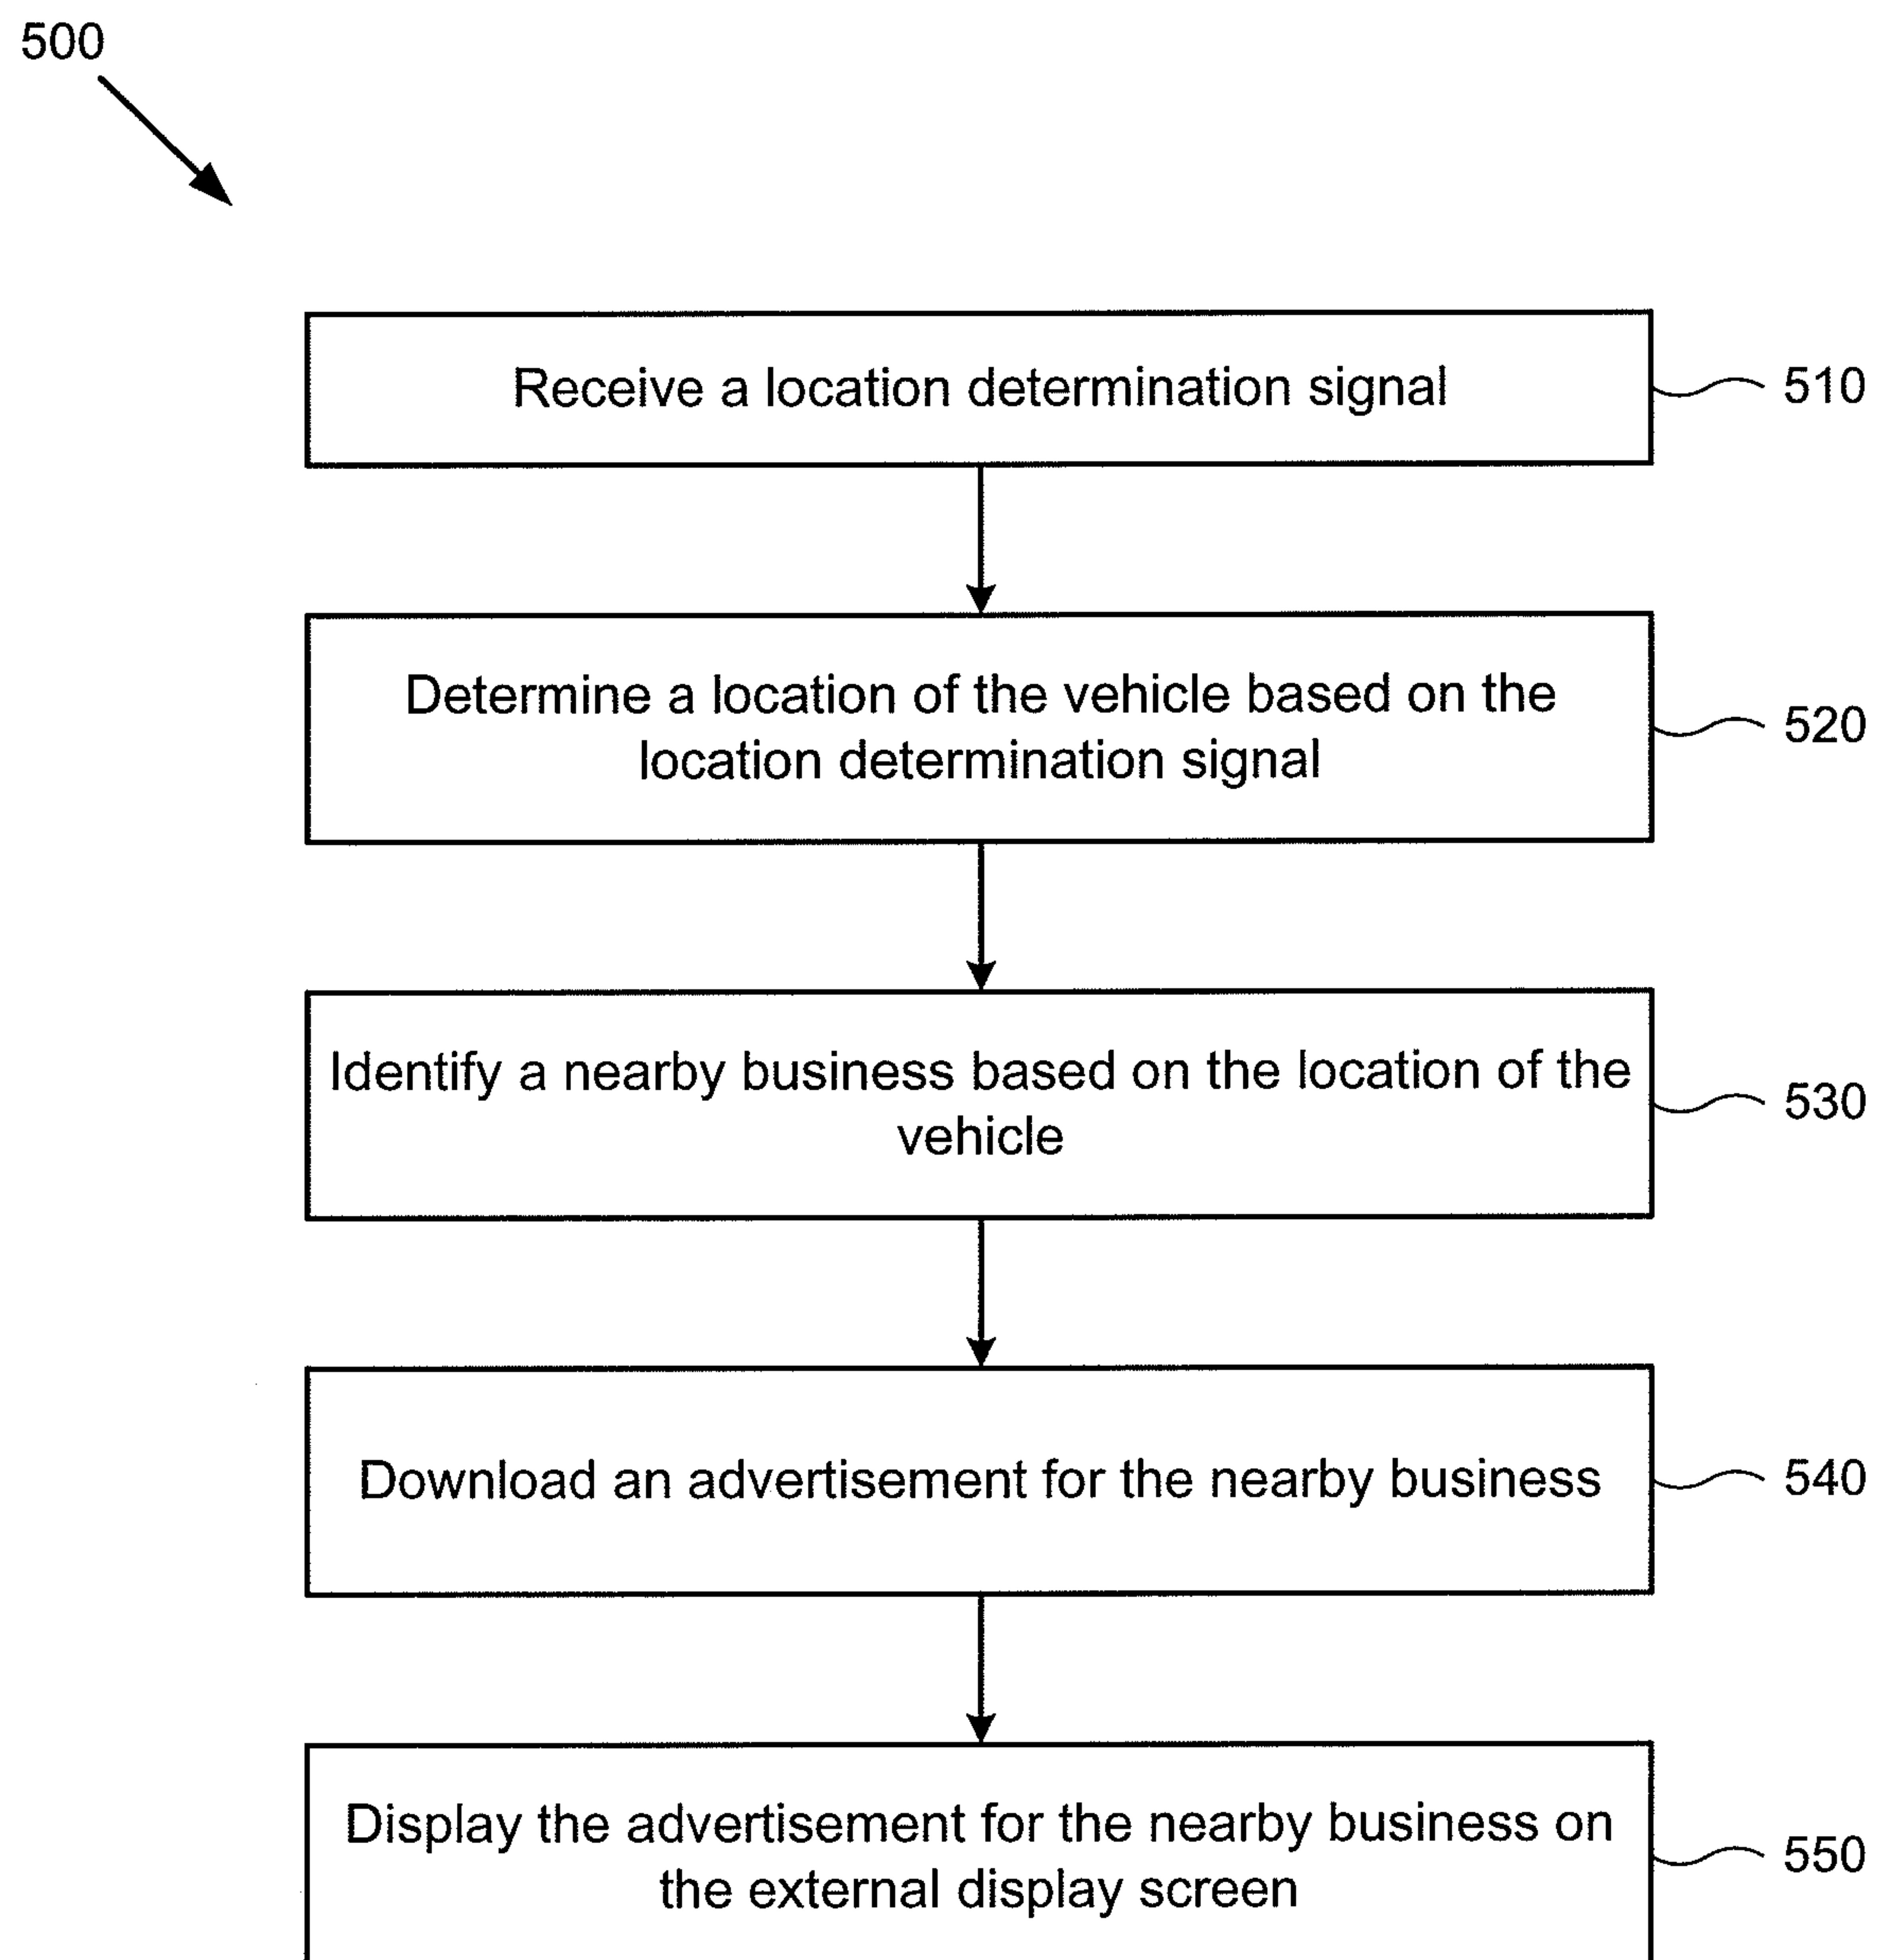 500
Receive a location determination signal
510
Determine a location of the vehicle based on the
location determination signal
520
Identify a nearby business based on the location of the
vehicle
530
Download an advertisement for the nearby business
540
Display the advertisement for the nearby business on
the external display screen
550